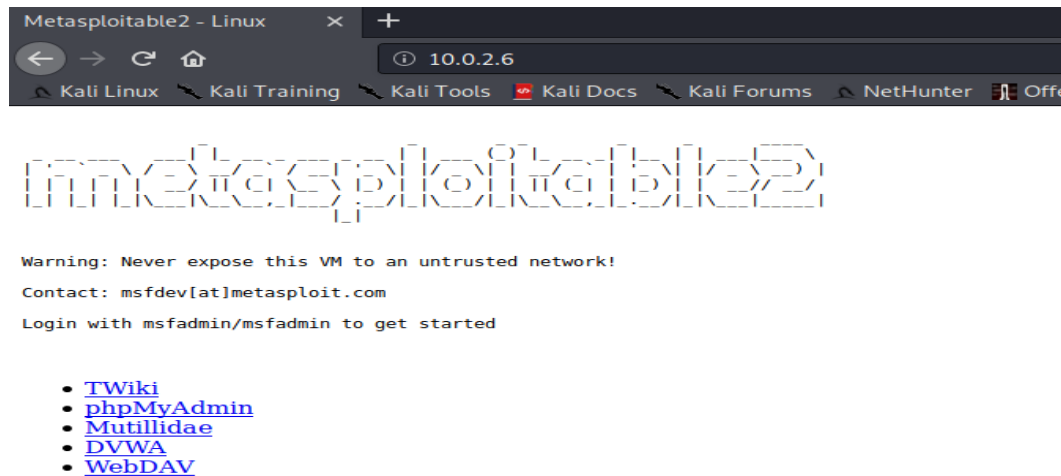 Metasploitable2 - Linux
10.0.2.6
Kali Linux Kali Training Kali Tools Kali Docs Kali Forums NetHunter Offe
metasploitable2
Warning: Never expose this VM to an untrusted network!
Contact: msfdev[at]metasploit.com
Login with msfadmin/msfadmin to get started
TWiki
phpMyAdmin
Mutillidae
DVWA
WebDAV